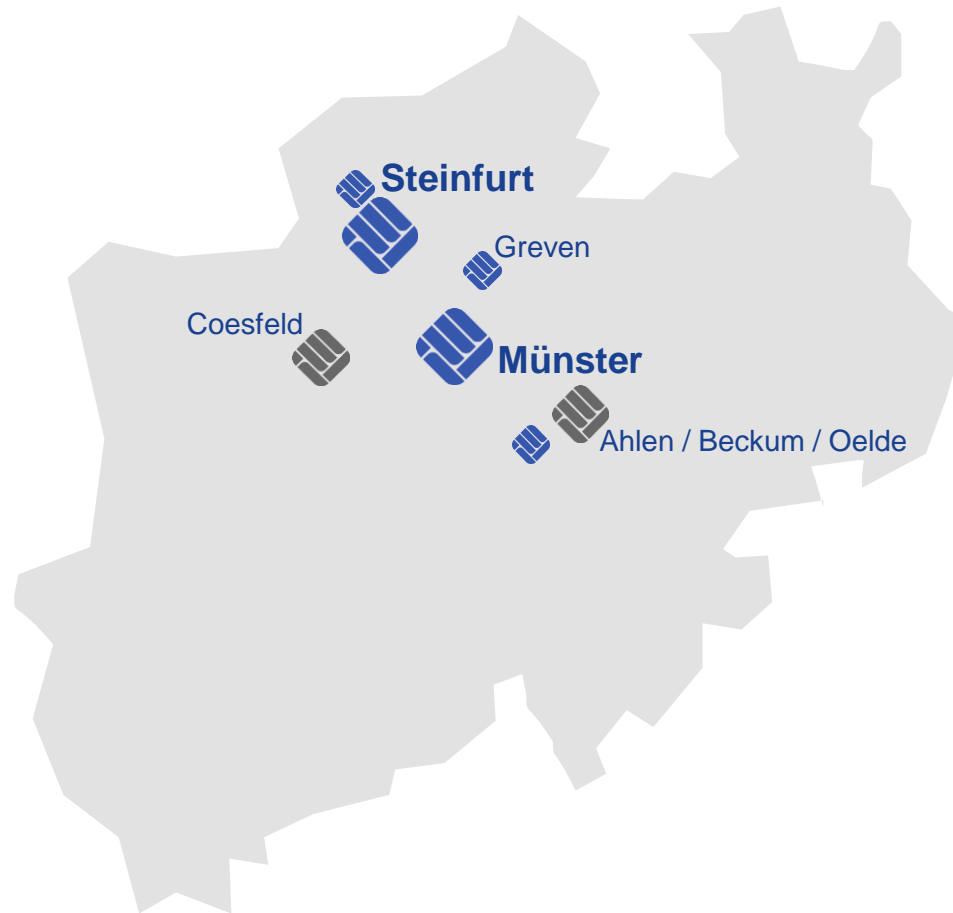 Steinfurt
Greven
Coesfeld
Münster
Ahlen / Beckum / Oelde